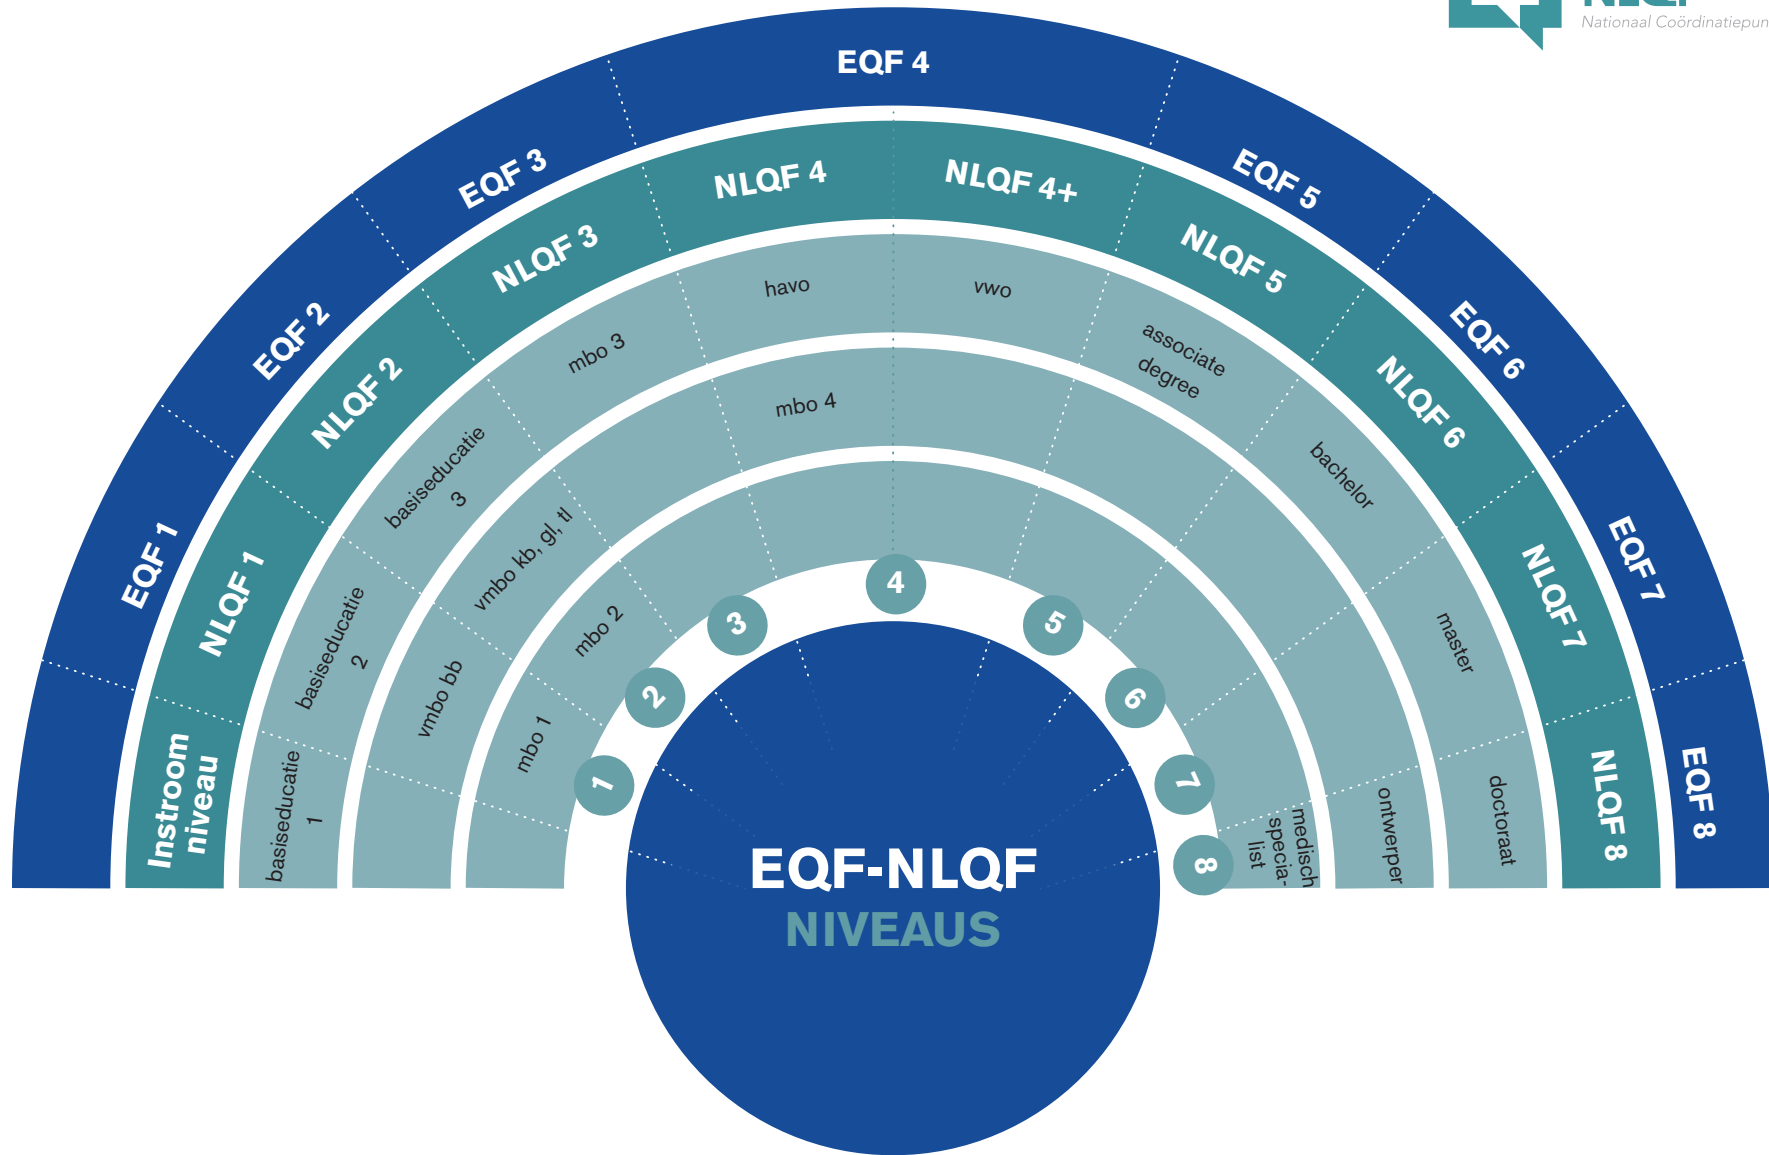 Nationaal Coördinatiepun
EQF 1
EQF 2
EQF 3
EQF 4
EQF 5
EQF 6
EQF 7
EQF 8
Instroom
niveau
NLQF 1
NLQF 2
NLQF 3
NLQF 4
NLQF 4+
NLQF 5
NLQF 6
NLQF 7
NLQF 8
basiseducatie
1
basiseducatie
2
basiseducatie
3
mbo 3
havo
vwo
associate
degree
bachelor
master
doctoraat
vmbo bb
vmbo kb, gl, tl
mbo 4
ontwerper
mbo 1
mbo 2
medisch
specia-
list
1
2
3
4
5
6
7
8
EQF-NLQF
NIVEAUS